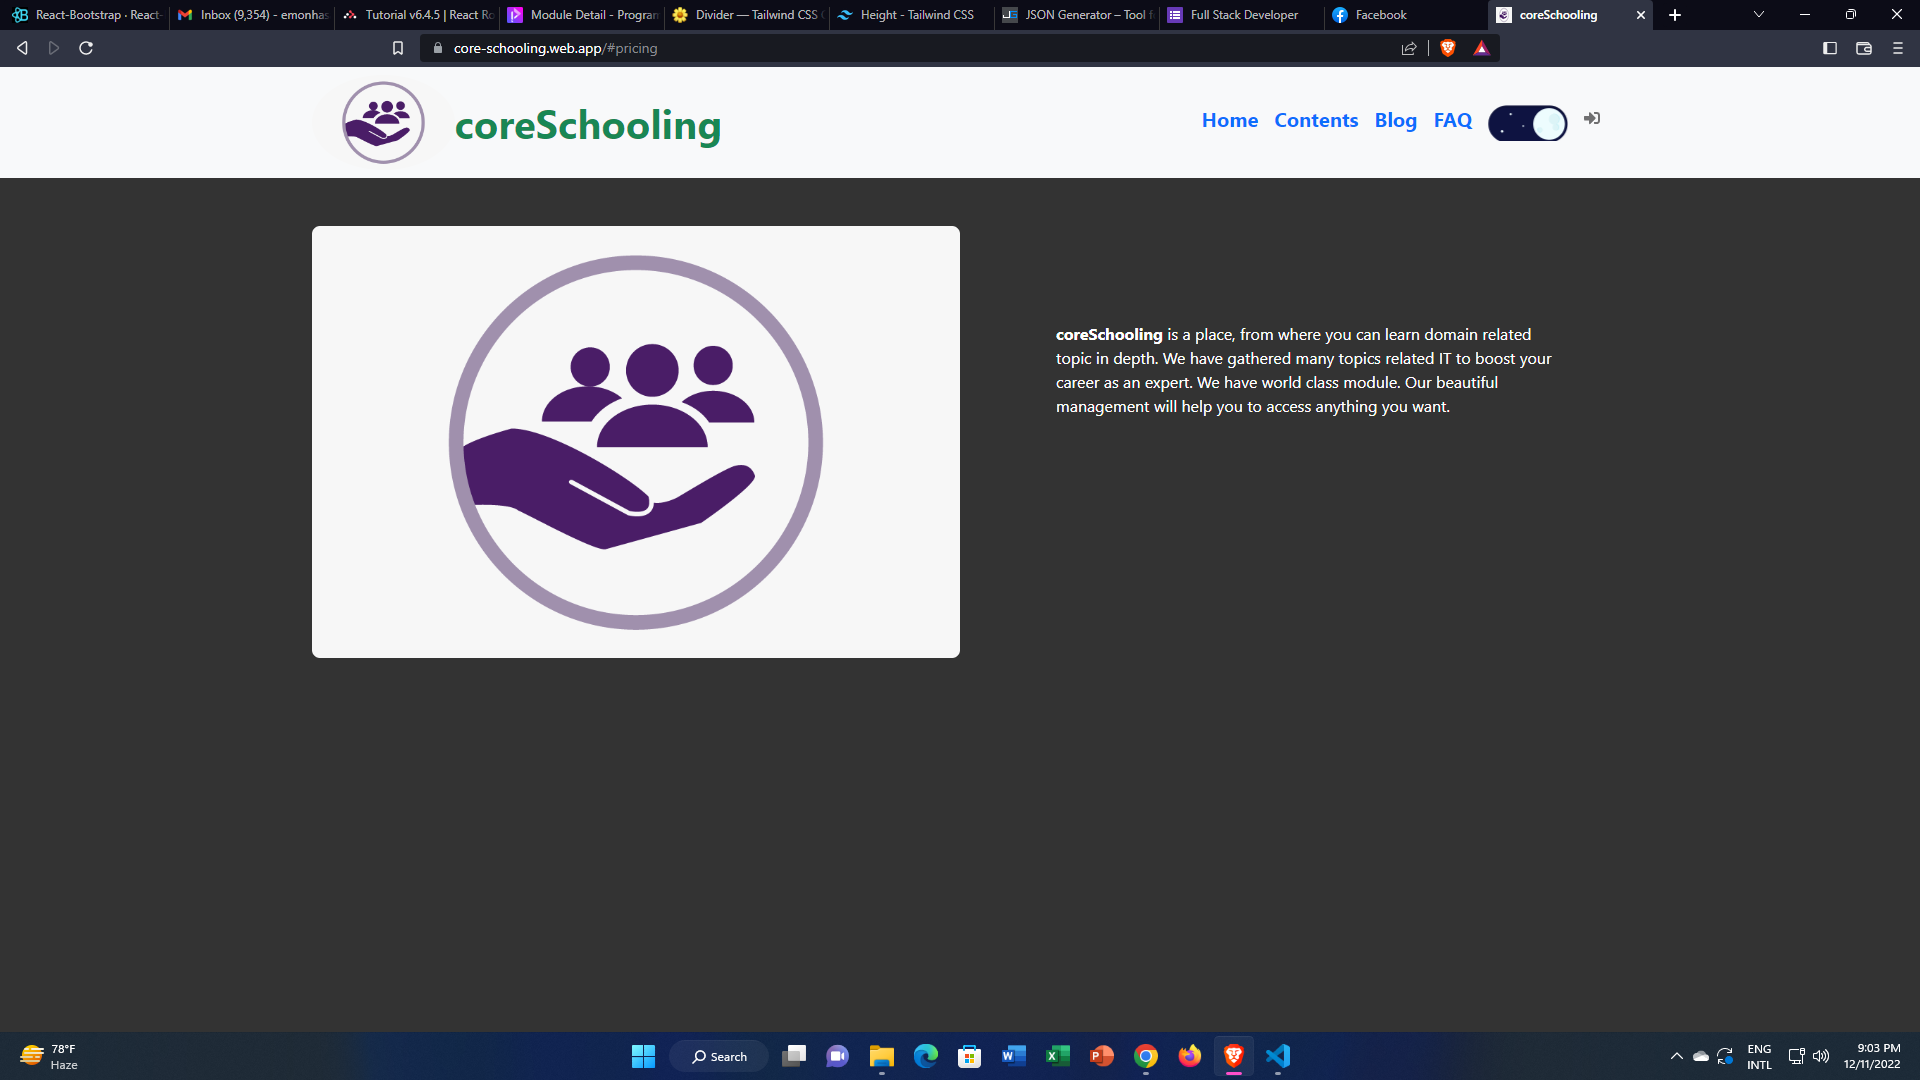 React-Bootstrap · React-
Inbox (9,354) - emonhas
Tutorial v6.4.5 | React Ro
Module Detail - Program
Divider — Tailwind CSS
Height - Tailwind CSS
JSON Generator – Tool f
Full Stack Developer
Facebook
coreSchooling
core-schooling.web.app/#pricing
coreSchooling
Home
Contents
Blog
FAQ
coreSchooling is a place, from where you can learn domain related
topic in depth. We have gathered many topics related IT to boost your
career as an expert. We have world class module. Our beautiful
management will help you to access anything you want.
78°F
Haze
Search
ENG
INTL
9:03 PM
12/11/2022